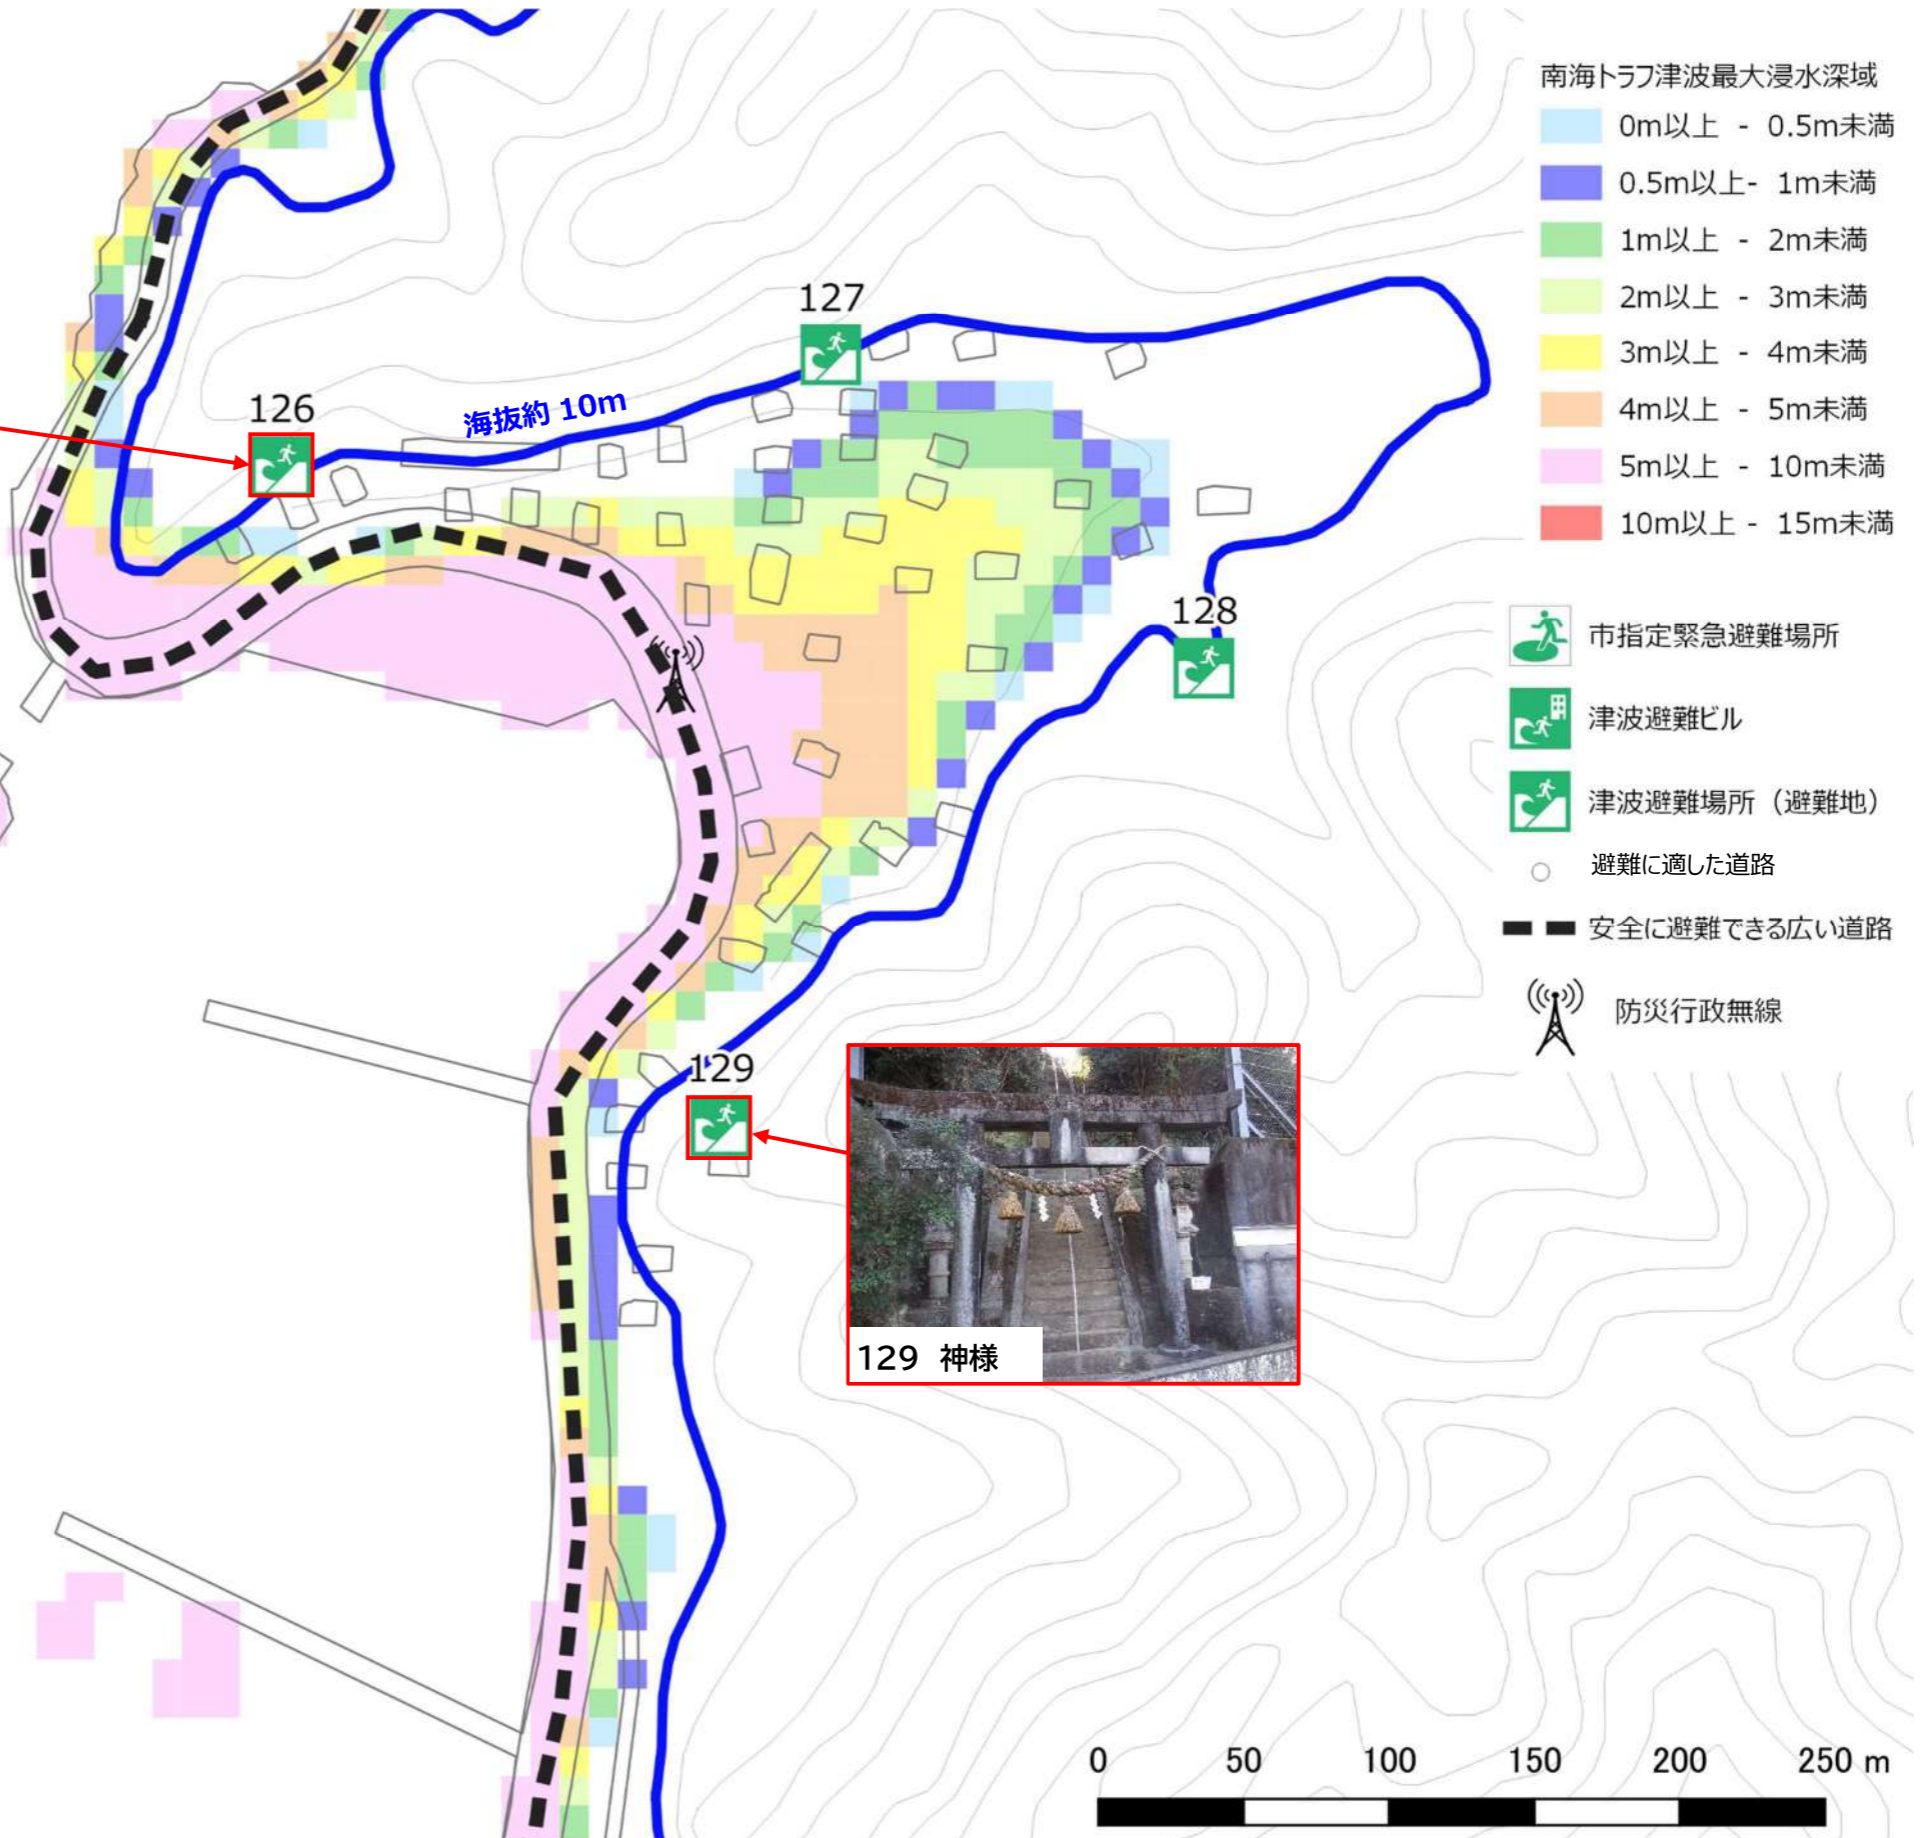 南海トラフ津波最大浸水深域
0m以上 - 0.5m未満
0.5m以上- 1m未満
1m以上 - 2m未満
2m以上 - 3m未満
3m以上 - 4m未満
4m以上 - 5m未満
5m以上 - 10m未満
10m以上 - 15m未満
市指定緊急避難場所
津波避難ビル
津波避難場所（避難地）
避難に適した道路
安全に避難できる広い道路
防災行政無線
127
126
海抜約 10m
128
129
129 神様
0 50 100 150 200 250 m